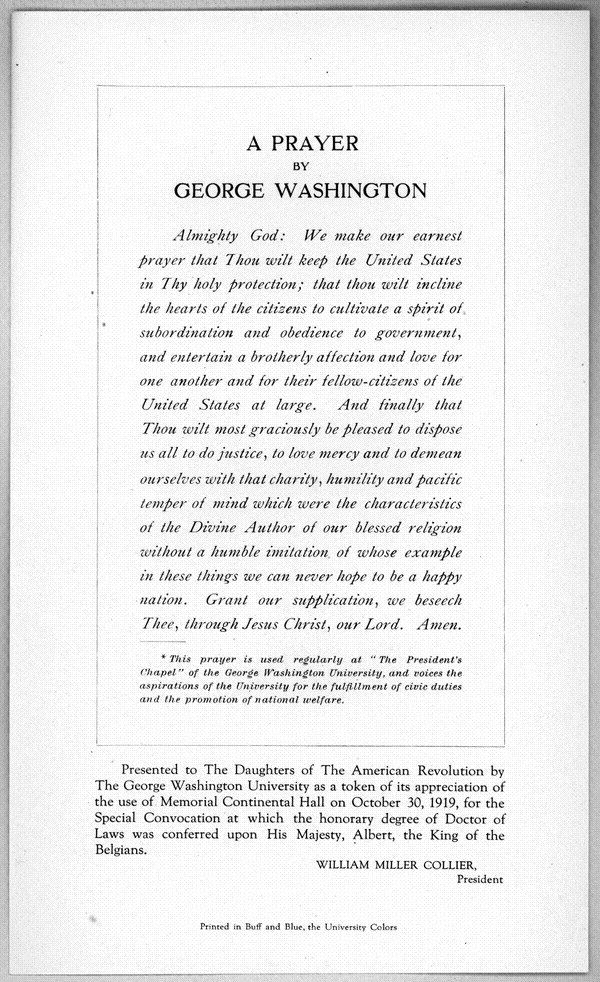 A PRAYER
BY
GEORGE WASHINGTON
Almighty God: We make our earnest
prayer that Thou wilt keep the United States
in Thy holy protection; that thou wilt incline
the hearts of the citizens to cultivate a spirit of
subordination and obedience to government,
and entertain a brotherly affection and love for
one another and for their fellow-citizens of the
United States at large. And finally that
Thou wilt most graciously be pleased to dispose
us all to do justice, to love mercy and to demean
ourselves with that charity, humility and pacific
temper of mind which were the characteristics
of the Divine Author of our blessed religion
without a humble imitation of whose example
in these things we can never hope to be a happy
nation. Grant our supplication, we beseech
Thee, through Jesus Christ, our Lord. Amen.
* This prayer is used regularly at "The President's
Chapel" of the George Washington University, and voices the
aspirations of the University for the fulfillment of civic duties
and the promotion of national welfare.
Presented to The Daughters of The American Revolution by
The George Washington University as a token of its appreciation of
the use of Memorial Continental Hall on October 30, 1919, for the
Special Convocation at which the honorary degree of Doctor of
Laws was conferred upon His Majesty, Albert, the King of the
Belgians.
WILLIAM MILLER COLLIER,
President
Printed in Buff and Blue, the University Colors